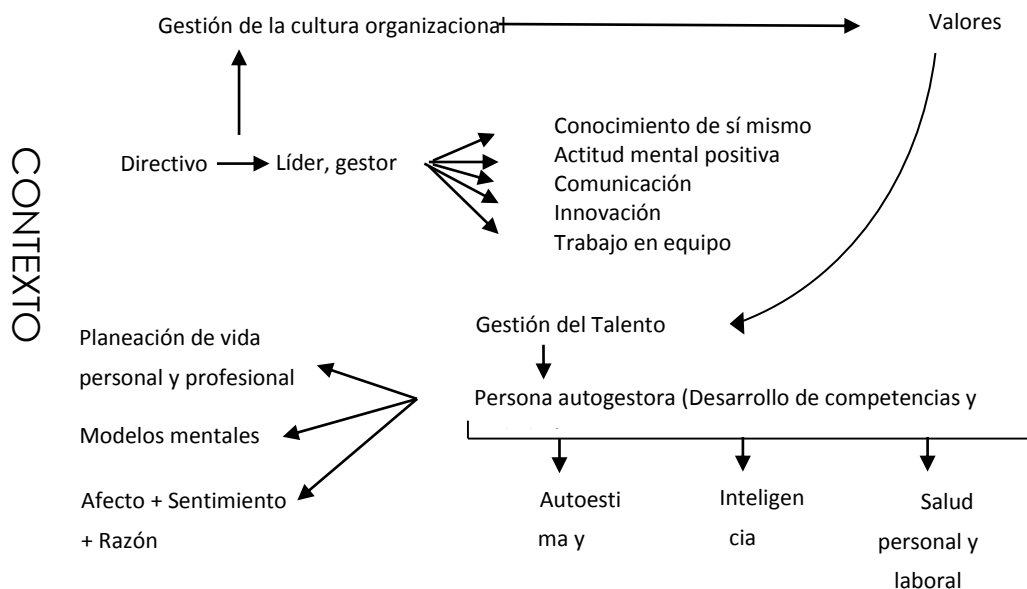 Gestión de la cultura organizacional
Valores
Directivo
Líder, gestor
Conocimiento de sí mismo
Actitud mental positiva
Comunicación
Innovación
Trabajo en equipo
CONTEXTO
Gestión del Talento
Planeación de vida
personal y profesional
Persona autogestora (Desarrollo de competencias y
Modelos mentales
Afecto + Sentimiento
+ Razón
Autoesti
ma y
Inteligen
cia
Salud
personal y
laboral